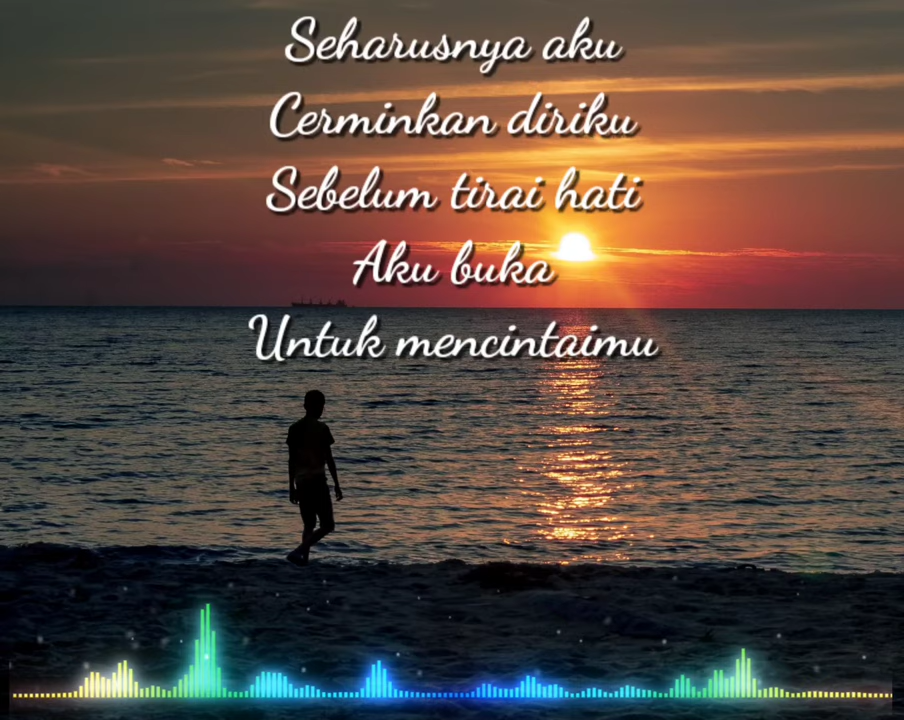 Seharusnya aku
Cerminkan diriku
Sebelum tirai hati
Aku buka
Untuk mencintaimu